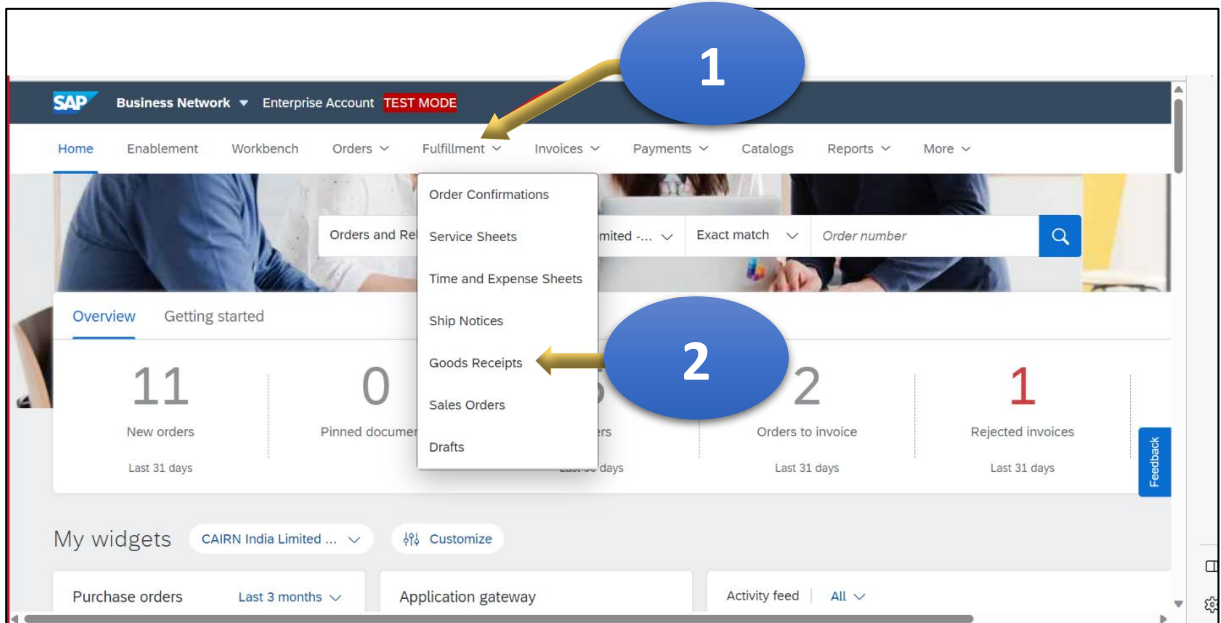 1
SAP Business Network Enterprise Account TEST MODE
Home Enablement Workbench Orders Fulfillment Invoices Payments Catalogs Reports More
Order Confirmations
Orders and Rel
Service Sheets
mited -... Exact match Order number
Time and Expense Sheets
Overview Getting started
Ship Notices
Goods Receipts
2
Sales Orders
Drafts
11 0 2 1
New orders Pinned documen ers Orders to invoice Rejected invoices
Last 31 days days Last 31 days Last 31 days
Feedback
My widgets CAIRN India Limited ... Customize
Purchase orders Last 3 months Application gateway Activity feed All